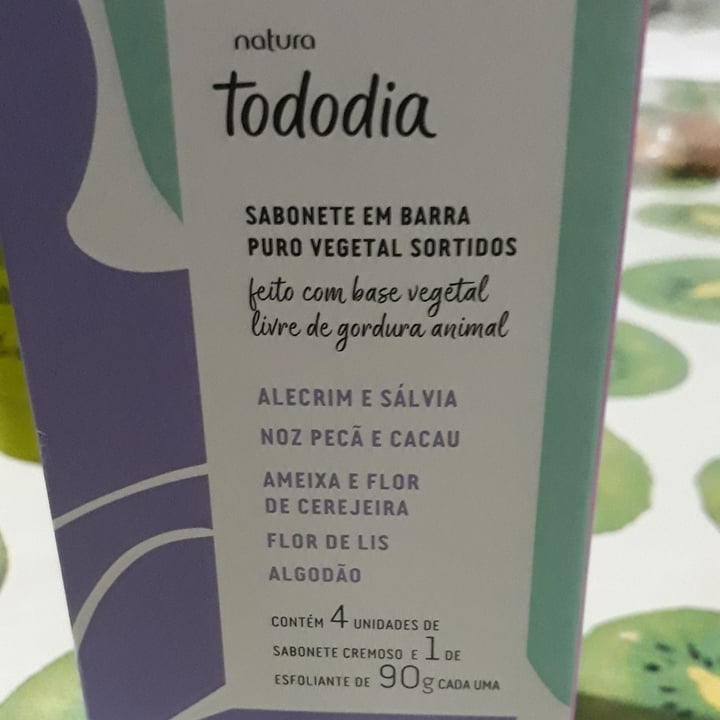 natura
tododia
SABONETE EM BARRA
PURO VEGETAL SORTIDOS
feito com base vegetal
livre de gordura animal
ALECRIM E SÁLVIA
NOZ PECÃ E CACAU
AMEIXA E FLOR
DE CEREJEIRA
FLOR DE LIS
ALGODÃO
CONTÉM 4 UNIDADES DE
SABONETE CREMOSO E 1 DE
ESFOLIANTE DE 90g CADA UMA